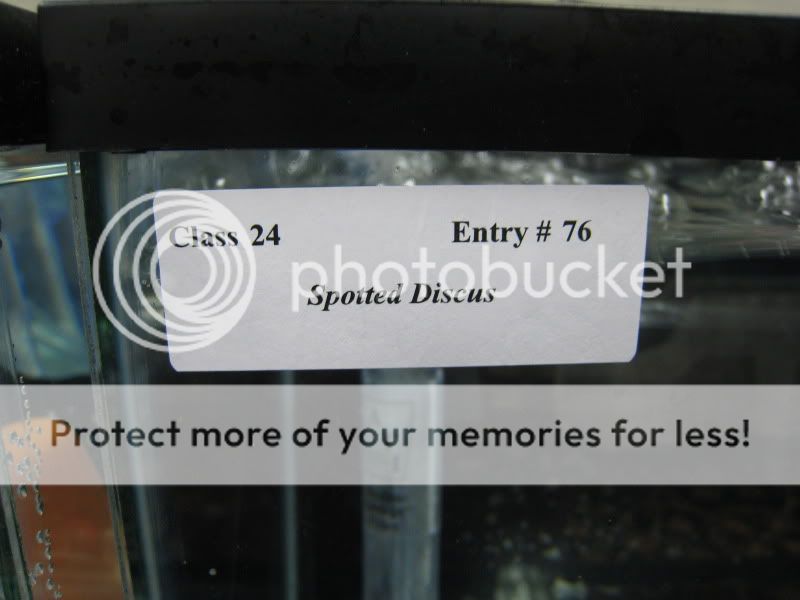 Class 24 Entry # 76
photobucket
Spotted Discus
Protect more of your memories for less!